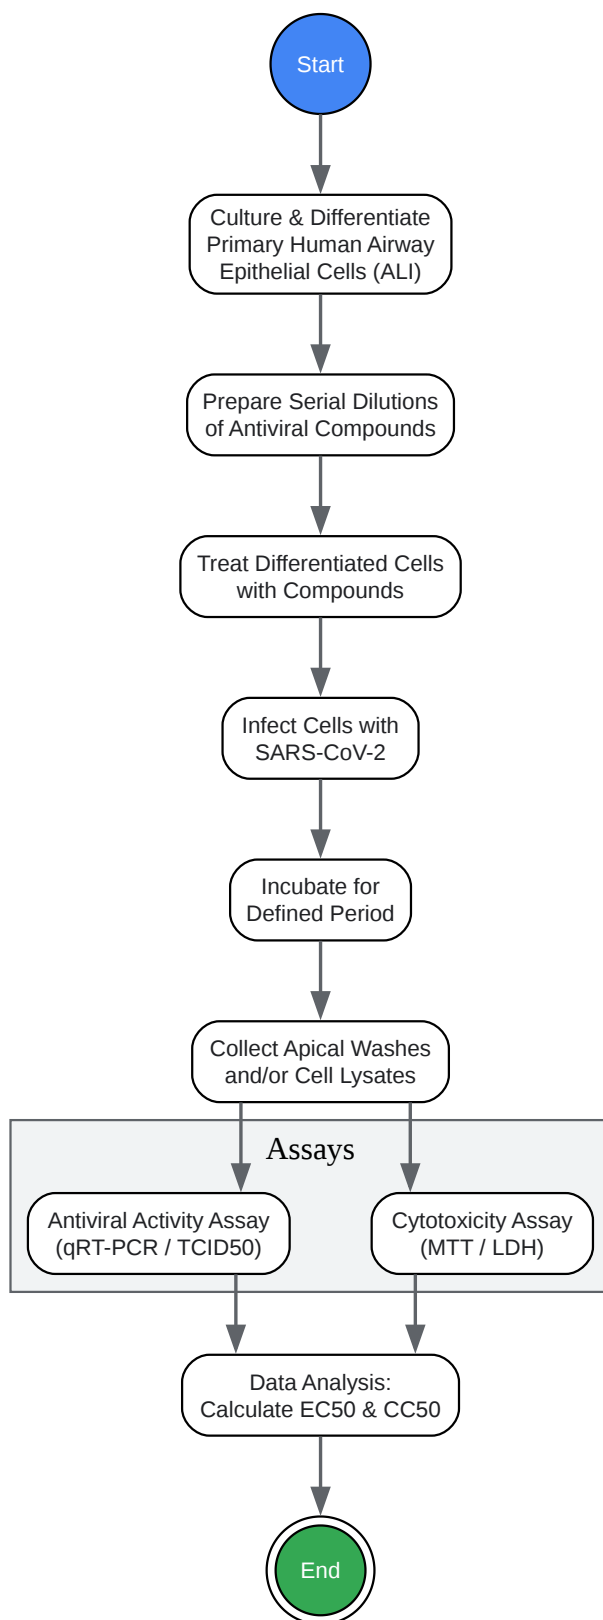 Start
Culture & Differentiate
Primary Human Airway
Epithelial Cells (ALI)
Prepare Serial Dilutions
of Antiviral Compounds
Treat Differentiated Cells
with Compounds
Infect Cells with
SARS-CoV-2
Incubate for
Defined Period
Collect Apical Washes
and/or Cell Lysates
Assays
Antiviral Activity Assay
(qRT-PCR / TCID50)
Cytotoxicity Assay
(MTT / LDH)
Data Analysis:
Calculate EC50 & CC50
End